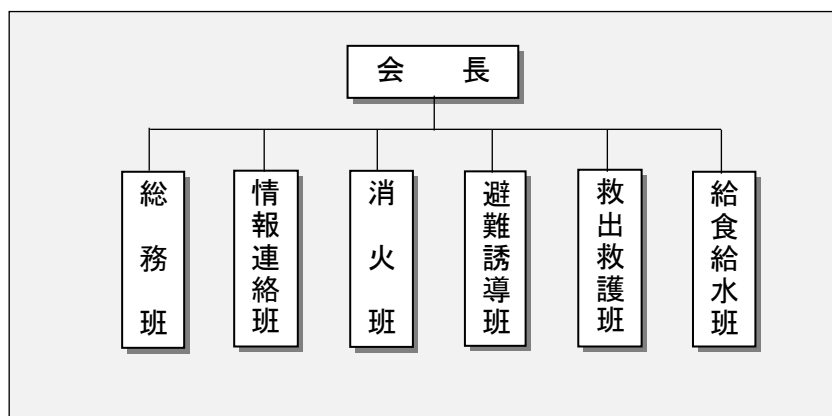 会長
総務班
情報連絡班
消火班
避難誘導班
救出救護班
給食給水班